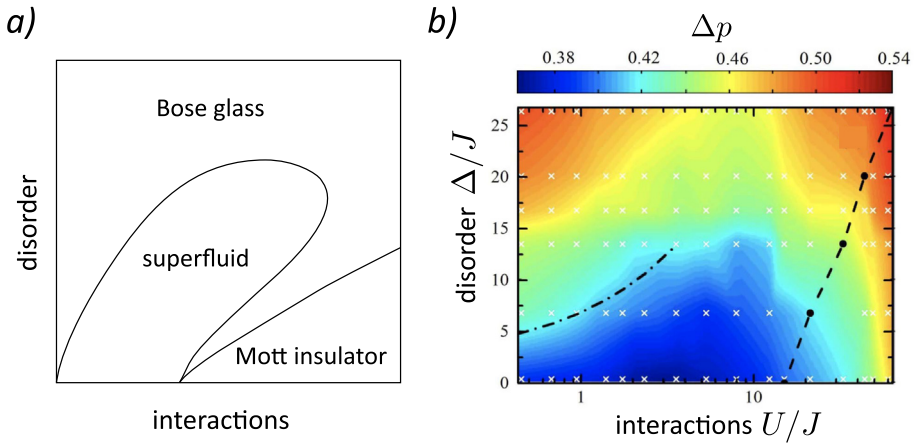 a)
Bose glass
superfluid
Mott insulator
disorder
interactions
b)
Δp
0.38 0.42 0.46 0.50 0.54
25
20
15
10
5
0
disorder Δ/J
1 10
interactions U/J